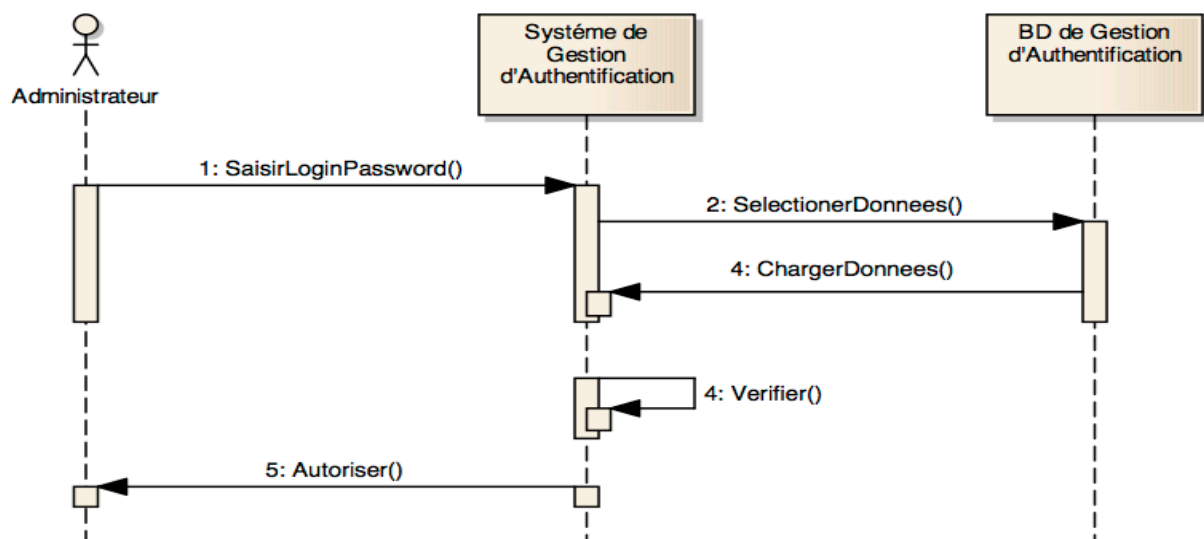 Systéme de
Gestion
d'Authentification
BD de Gestion
d'Authentification
Administrateur
1: SaisirLoginPassword()
2: SelectionerDonnees()
4: ChargerDonnees()
4: Verifier()
5: Autoriser()